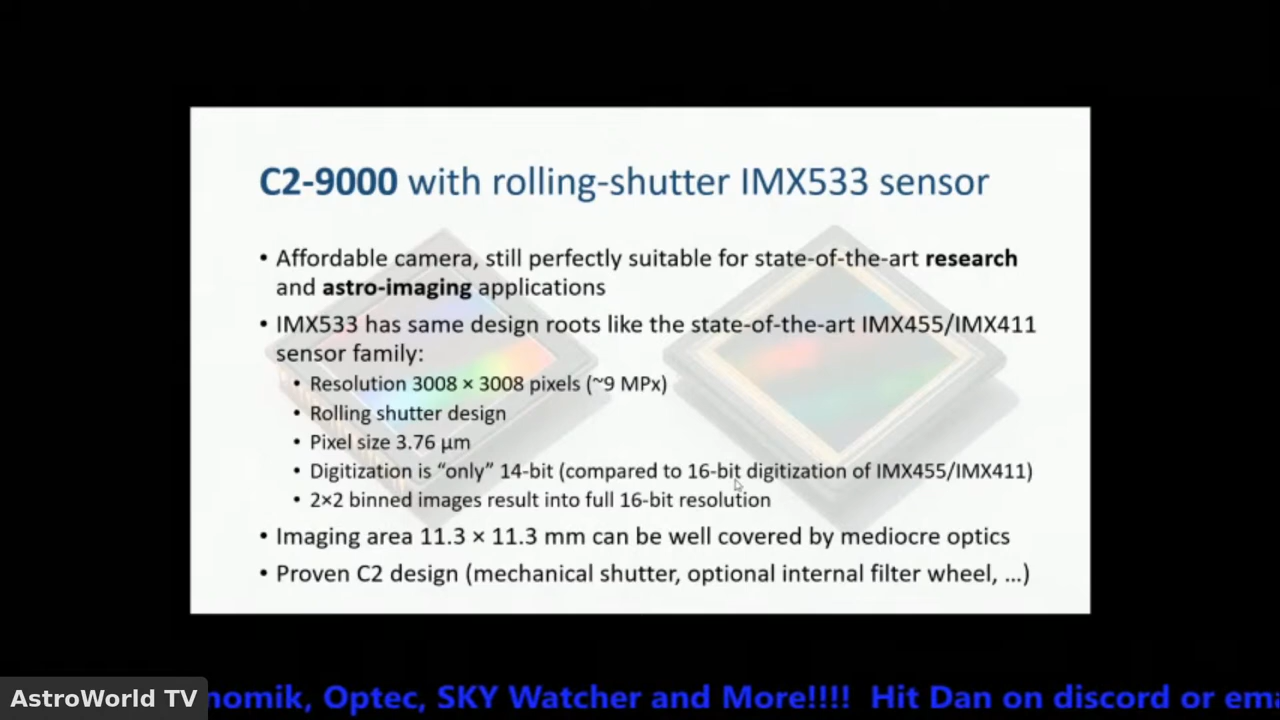 C2-9000 with rolling-shutter IMX533 sensor
• Affordable camera, still perfectly suitable for state-of-the-art research
and astro-imaging applications
• IMX533 has same design roots like the state-of-the-art IMX455/IMX411
sensor family:
• Resolution 3008 × 3008 pixels (~9 MPx)
• Rolling shutter design
• Pixel size 3.76 µm
• Digitization is “only” 14-bit (compared to 16-bit digitization of IMX455/IMX411)
• 2×2 binned images result into full 16-bit resolution
• Imaging area 11.3 × 11.3 mm can be well covered by mediocre optics
• Proven C2 design (mechanical shutter, optional internal filter wheel, ...)
AstroWorld TV
nomik, Optec, SKY Watcher and More!!!! Hit Dan on discord or em